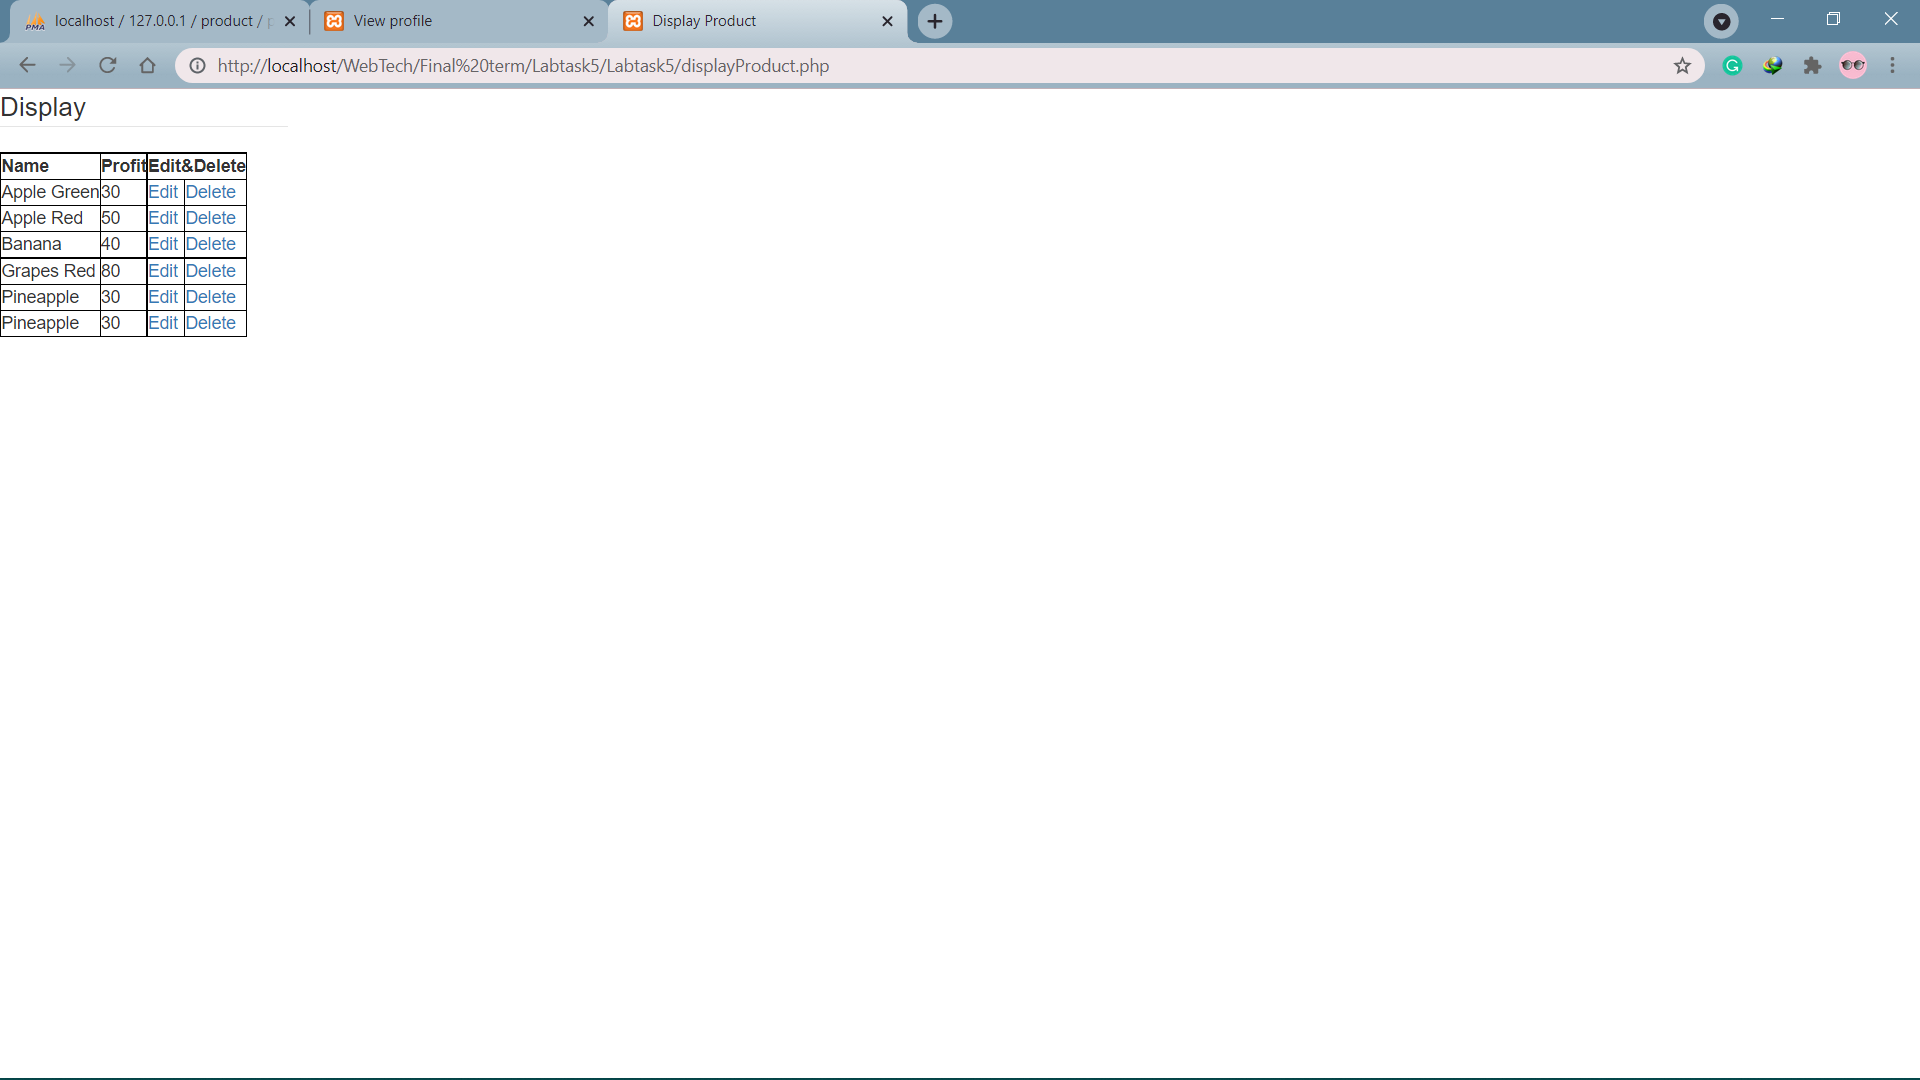 PMA localhost / 127.0.0.1 / product / p View profile Display Product
http://localhost/WebTech/Final%20term/Labtask5/Labtask5/displayProduct.php
Display
Name Profit Edit&Delete
Apple Green 30 Edit Delete
Apple Red 50 Edit Delete
Banana 40 Edit Delete
Grapes Red 80 Edit Delete
Pineapple 30 Edit Delete
Pineapple 30 Edit Delete